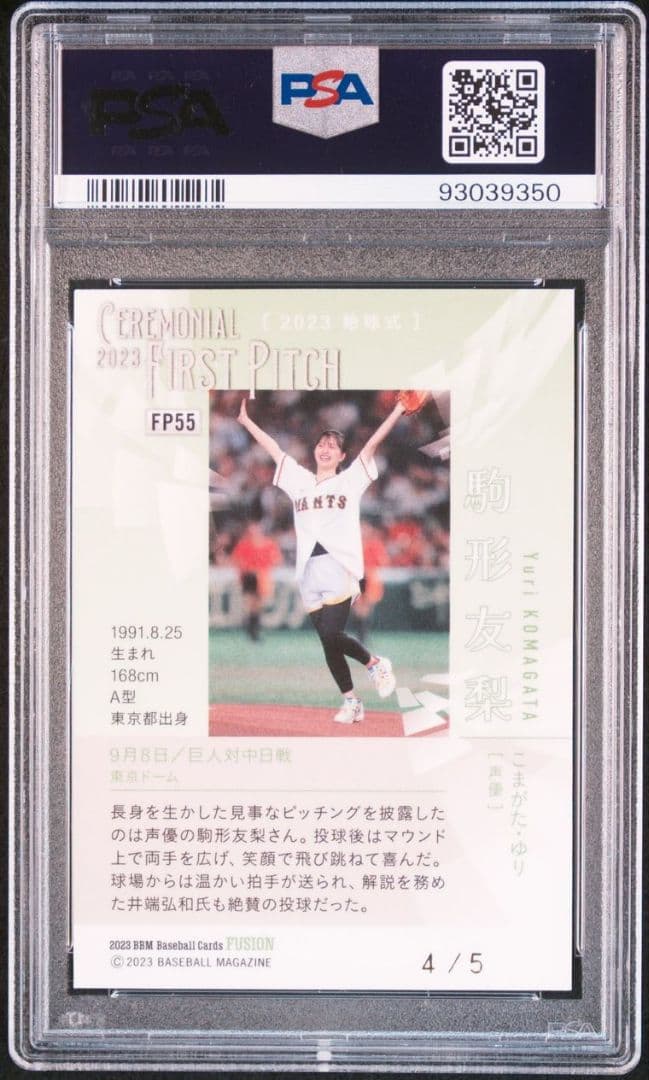 PSA
PSA
93039350
CEREMONIAL
[ 2023 始球式 ]
2023 FIRST PITCH
FP55
駒形友梨
Yuri KOMAGATA
こまがた・ゆり
[ 声優 ]
1991.8.25
生まれ
168cm
A型
東京都出身
9月8日／巨人対中日戦
東京ドーム
長身を生かした見事なピッチングを披露した
のは声優の駒形友梨さん。投球後はマウンド
上で両手を広げ、笑顔で飛び跳ねて喜んだ。
球場からは温かい拍手が送られ、解説を務め
た井端弘和氏も絶賛の投球だった。
2023 BBM Baseball Cards FUSION
© 2023 BASEBALL MAGAZINE
4 / 5
PSA